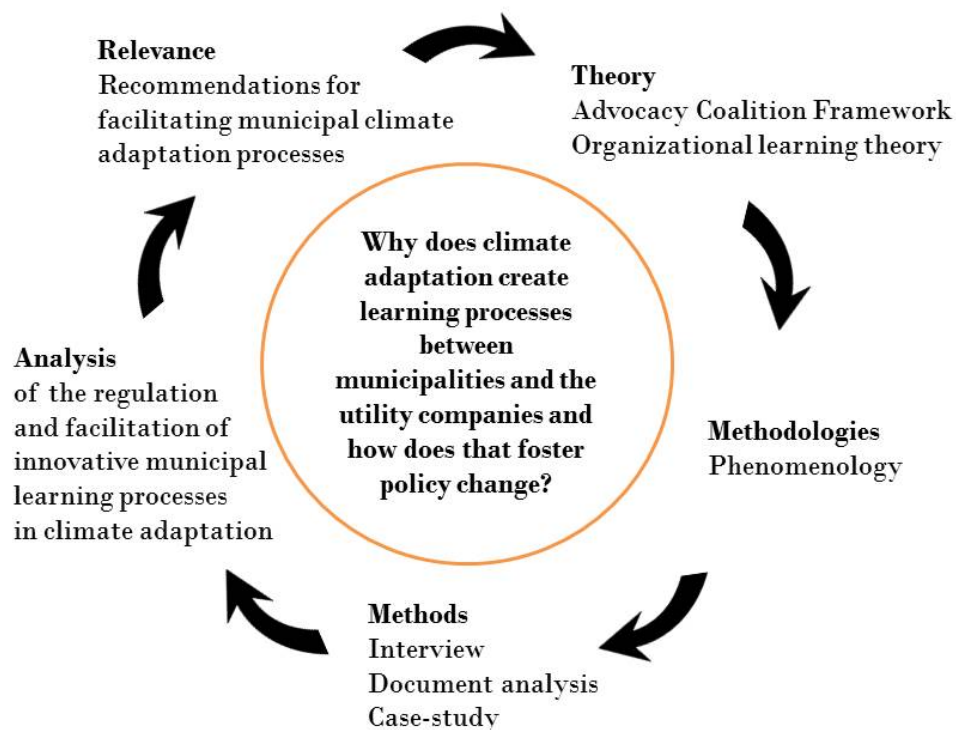 Relevance
Recommendations for
facilitating municipal climate
adaptation processes
Theory
Advocacy Coalition Framework
Organizational learning theory
Why does climate
adaptation create
learning processes
between
municipalities and the
utility companies and
how does that foster
policy change?
Methodologies
Phenomenology
Methods
Interview
Document analysis
Case-study
Analysis
of the regulation
and facilitation of
innovative municipal
learning processes
in climate adaptation